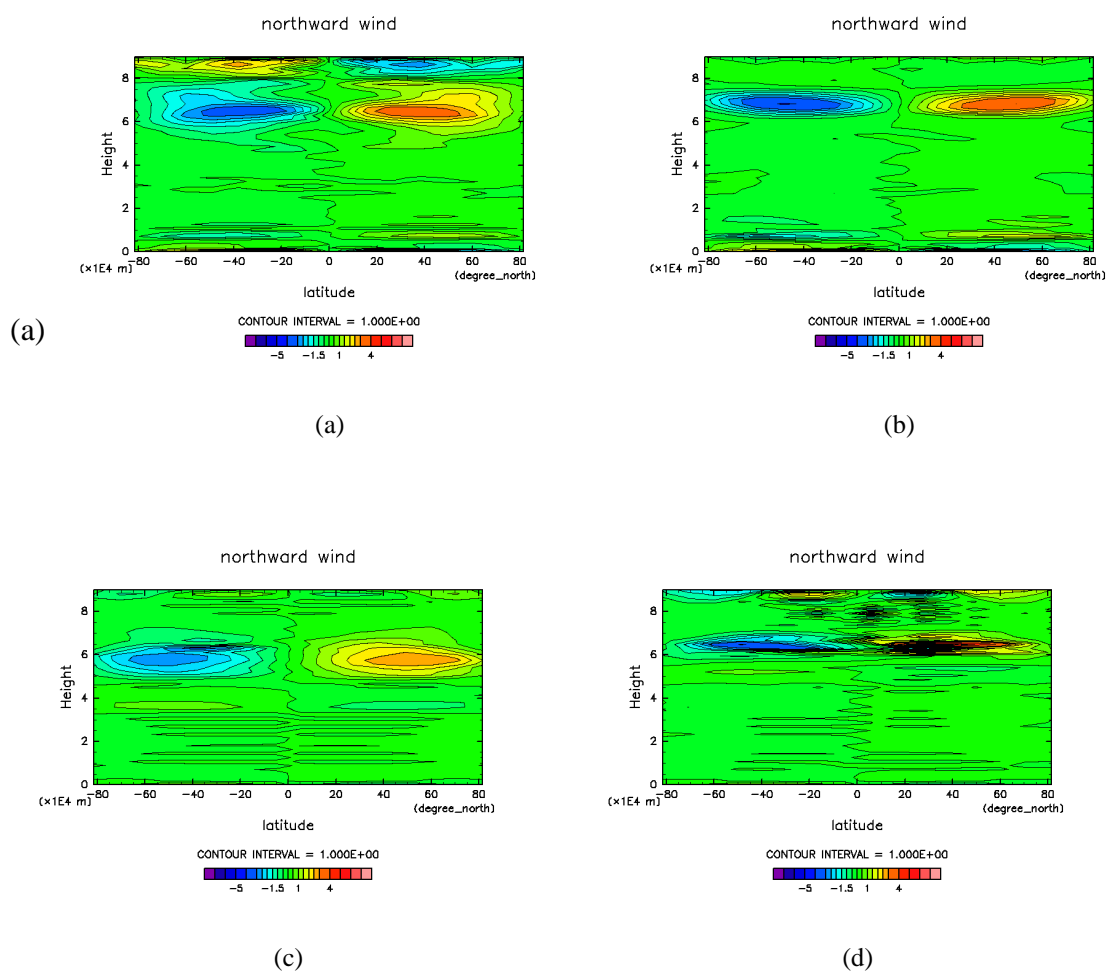 northward wind
8
6
4
2
0
Height
-80 -60 -40 -20 0 20 40 60 80
(×1E4 m)
(degree_north)
latitude
CONTOUR INTERVAL = 1.000E+00
-5 -1.5 1 4
(a)
(a)
northward wind
8
6
4
2
0
Height
-80 -60 -40 -20 0 20 40 60 80
(×1E4 m)
(degree_north)
latitude
CONTOUR INTERVAL = 1.000E+00
-5 -1.5 1 4
(b)
northward wind
8
6
4
2
0
Height
-80 -60 -40 -20 0 20 40 60 80
(×1E4 m)
(degree_north)
latitude
CONTOUR INTERVAL = 1.000E+00
-5 -1.5 1 4
(c)
northward wind
8
6
4
2
0
Height
-80 -60 -40 -20 0 20 40 60 80
(×1E4 m)
(degree_north)
latitude
CONTOUR INTERVAL = 1.000E+00
-5 -1.5 1 4
(d)